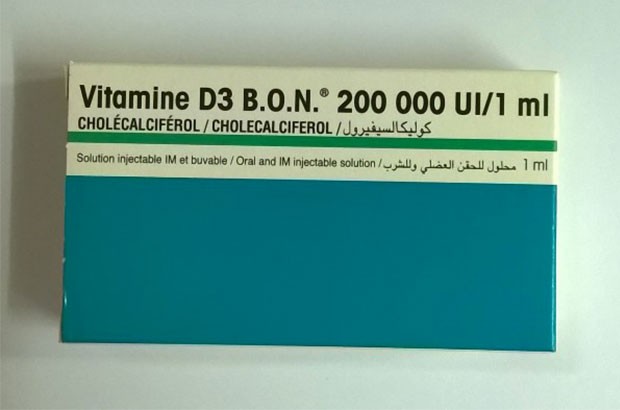 Vitamine D3 B.O.N.® 200 000 UI/1 ml
CHOLÉCALCIFÉROL / CHOLECALCIFEROL / كوليكالسيفيرول
Solution injectable IM et buvable / Oral and IM injectable solution / محلول للحقن العضلي وللشرب 1 ml